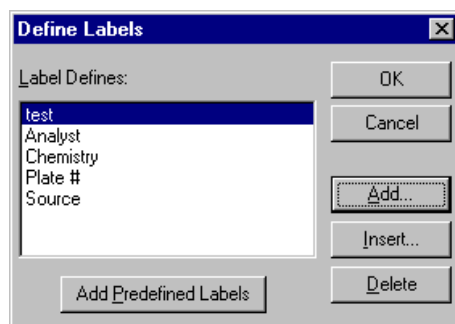 Define Labels
Label Defines:
test
Analyst
Chemistry
Plate #
Source
Add Predefined Labels
OK
Cancel
Add...
Insert...
Delete